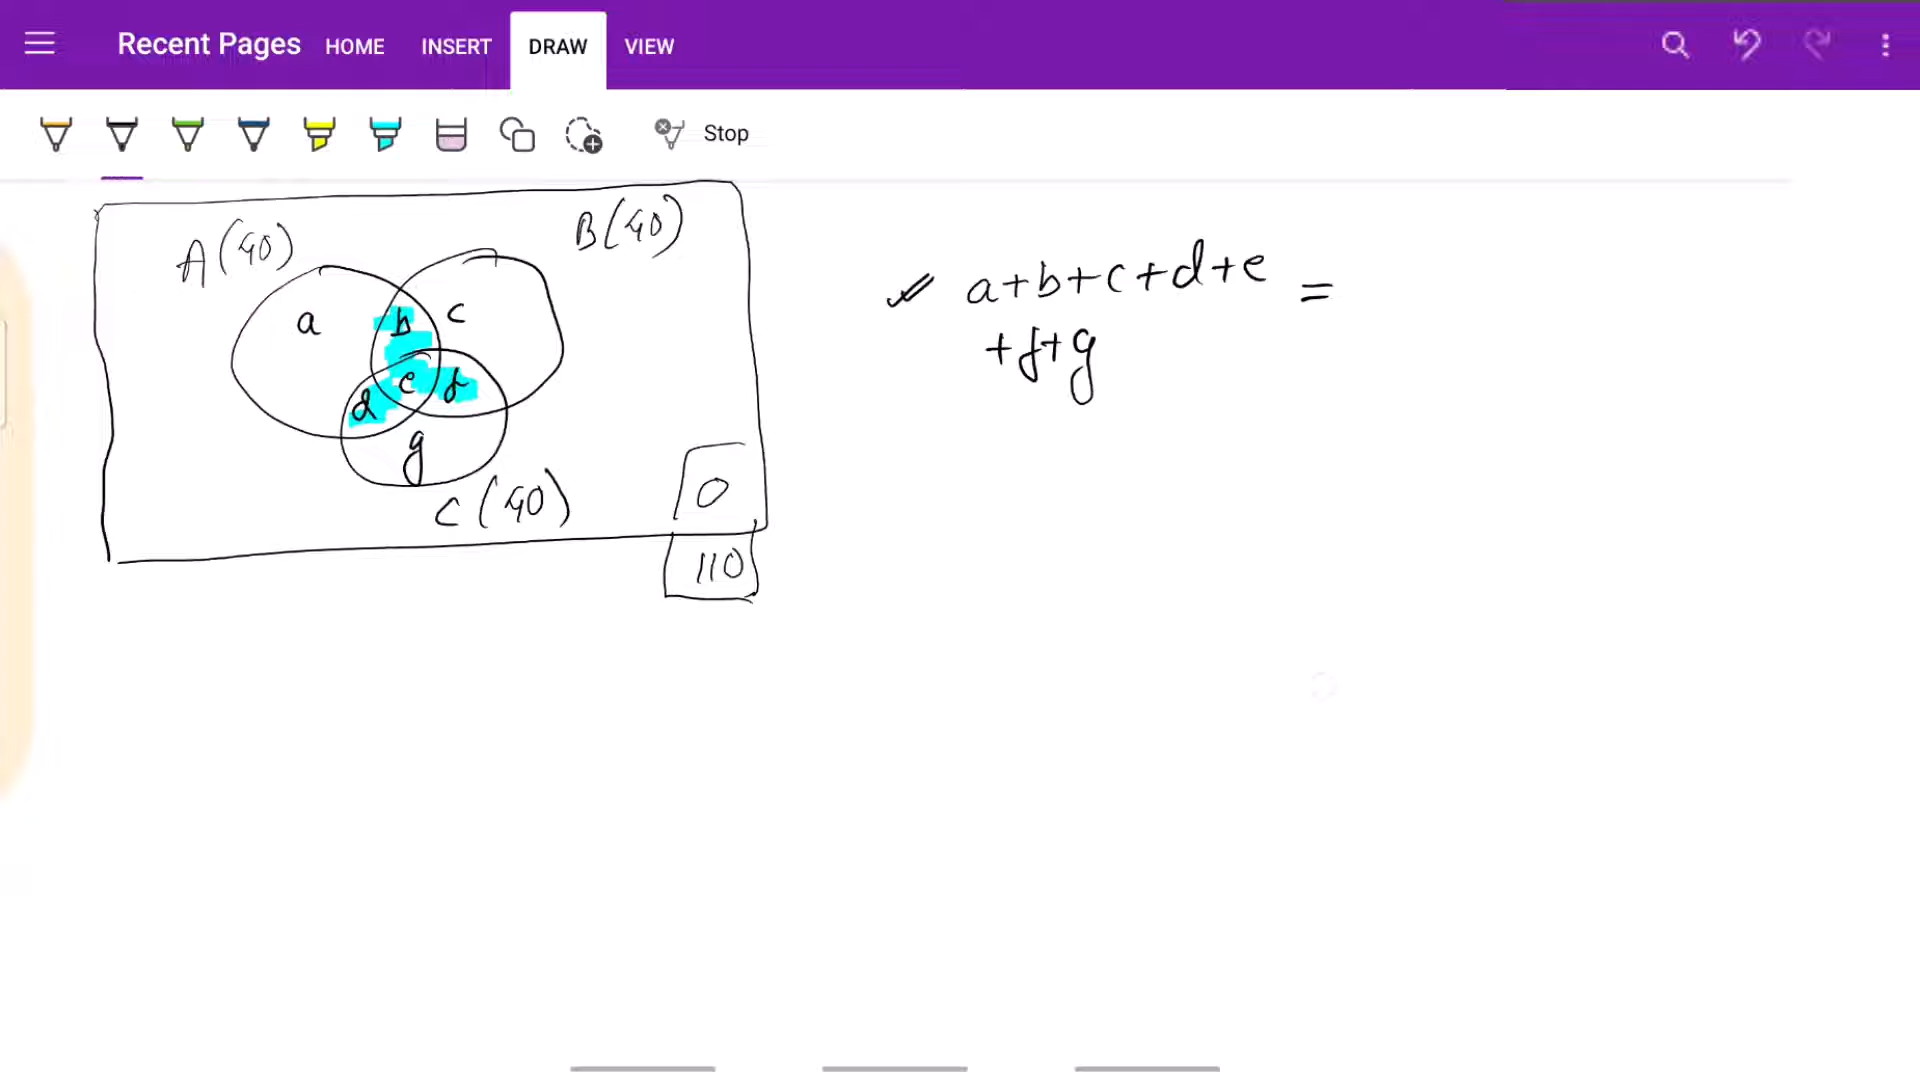 Recent Pages HOME INSERT DRAW VIEW
Stop
A (40)
B (40)
a b c
d e f
g
C (40)
0
110
a+b+c+d+e =
+f+g